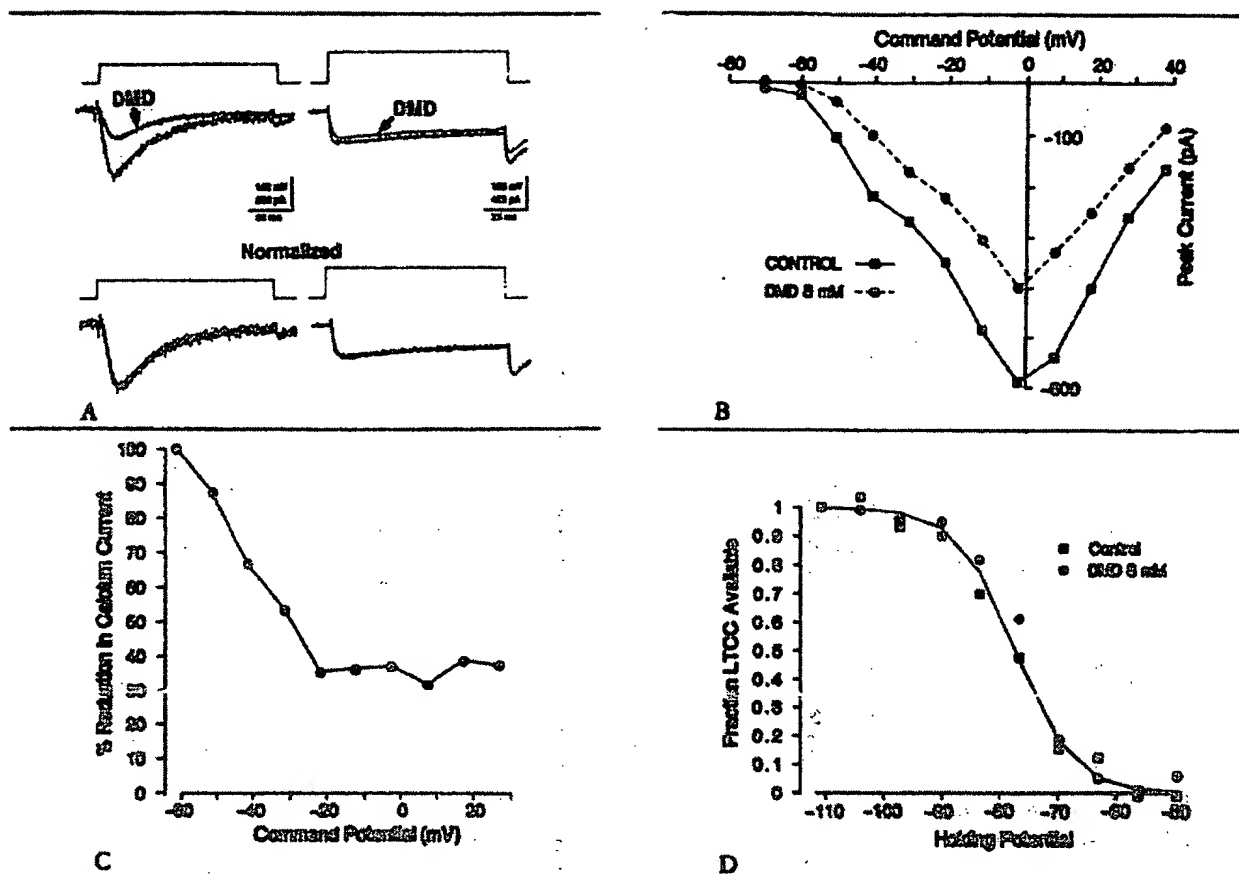 DMD
DMD
Normalized
A
Command Potential (mV)
-80 -60 -40 -20 0 20 40
-100
-600
Peak Current (pA)
CONTROL
DMD 8 mM
B
% Reduction in Calcium Current
100
90
80
70
60
50
40
30
20
10
0
-60 -40 -20 0 20
Command Potential (mV)
C
Fraction LTCC Available
1
0.9
0.8
0.7
0.6
0.5
0.4
0.3
0.2
0.1
0
Control
DMD 8 mM
-110 -100 -90 -80 -70 -60 -50
Holding Potential
D